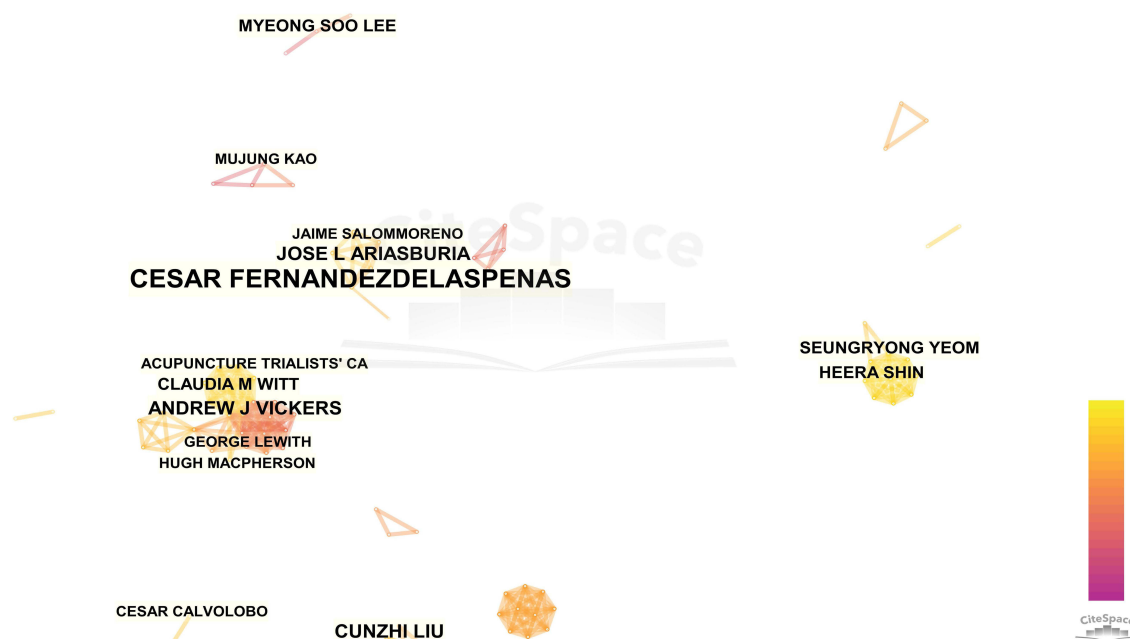 MYEONG SOO LEE
MUJUNG KAO
CiteSpace
JAIME SALOMMORENO
JOSE L ARIASBURIA
CESAR FERNANDEZDELASPENAS
SEUNGRYONG YEOM
HEERA SHIN
ACUPUNCTURE TRIALISTS' CA
CLAUDIA M WITT
ANDREW J VICKERS
GEORGE LEWITH
HUGH MACPHERSON
CESAR CALVOLOBO
CUNZHI LIU
CiteSpac